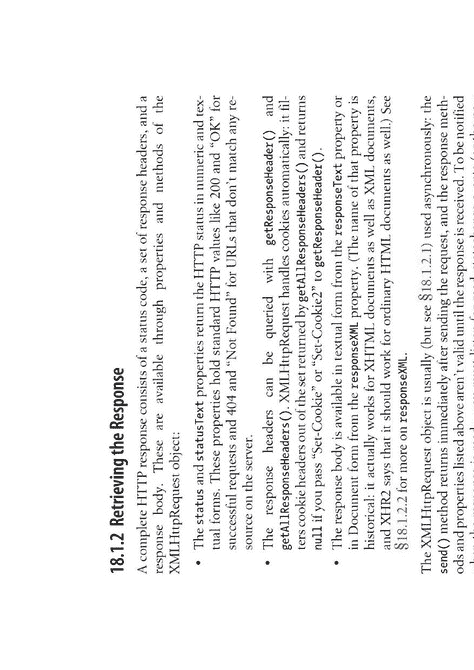 18.1.2 Retrieving the Response
A complete HTTP response consists of a status code, a set of response headers, and a
response body. These are available through properties and methods of the
XMLHttpRequest object:
• The status and statusText properties return the HTTP status in numeric and tex-
tual forms. These properties hold standard HTTP values like 200 and “OK” for
successful requests and 404 and “Not Found” for URLs that don’t match any re-
source on the server.
• The response headers can be queried with getResponseHeader() and
getAllResponseHeaders(). XMLHttpRequest handles cookies automatically: it fil-
ters cookie headers out of the set returned by getAllResponseHeaders() and returns
null if you pass “Set-Cookie” or “Set-Cookie2” to getResponseHeader().
• The response body is available in textual form from the responseText property or
in Document form from the responseXML property. (The name of that property is
historical: it actually works for XHTML documents as well as XML documents,
and XHR2 says that it should work for ordinary HTML documents as well.) See
§18.1.2.2 for more on responseXML.
The XMLHttpRequest object is usually (but see §18.1.2.1) used asynchronously: the
send() method returns immediately after sending the request, and the response meth-
ods and properties listed above aren’t valid until the response is received. To be notified